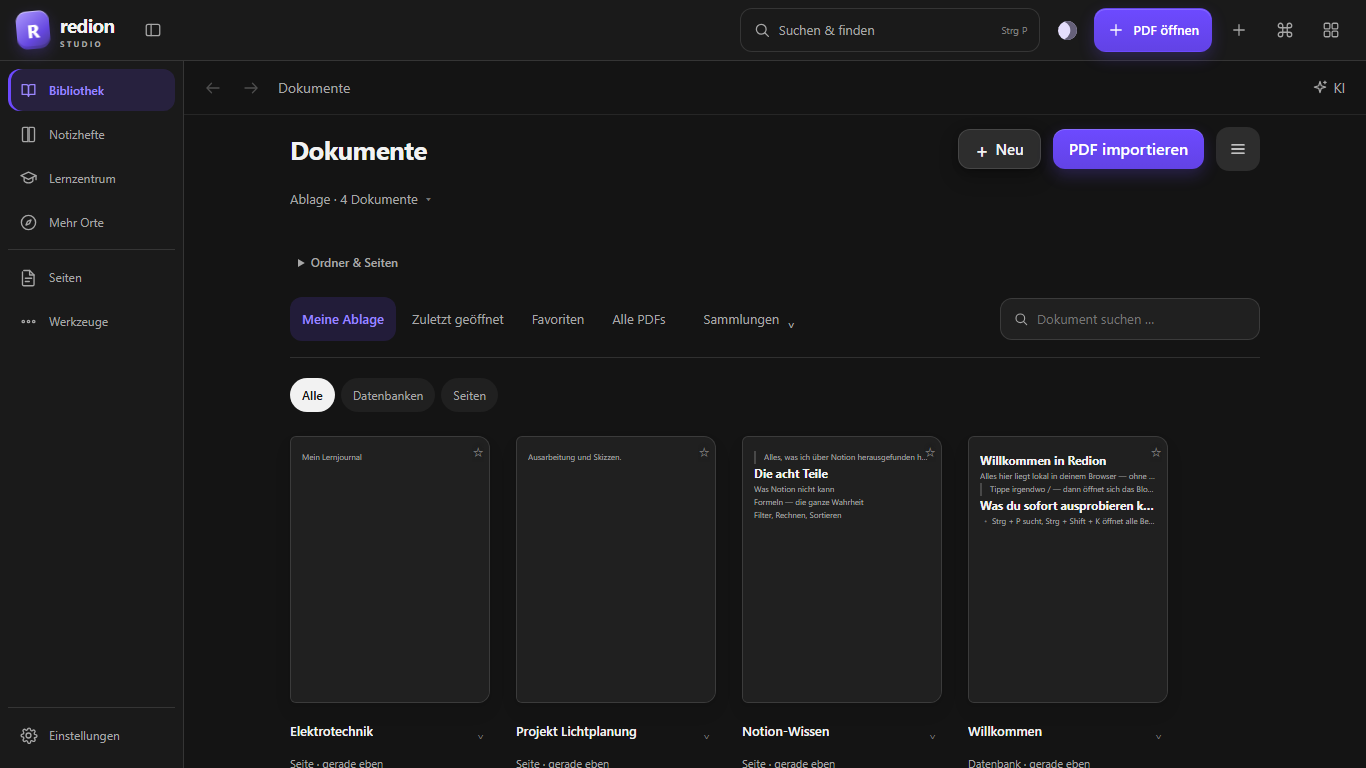 R redion
STUDIO
Suchen & finden Strg P
PDF öffnen
Bibliothek
Notizhefte
Lernzentrum
Mehr Orte
Seiten
Werkzeuge
Einstellungen
Dokumente
KI
Dokumente
+ Neu
PDF importieren
Ablage · 4 Dokumente
Ordner & Seiten
Meine Ablage
Zuletzt geöffnet
Favoriten
Alle PDFs
Sammlungen
Dokument suchen ...
Alle
Datenbanken
Seiten
Mein Lernjournal
Elektrotechnik
Seite · gerade eben
Ausarbeitung und Skizzen.
Projekt Lichtplanung
Seite · gerade eben
Alles, was ich über Notion herausgefunden h...
Die acht Teile
Was Notion nicht kann
Formeln — die ganze Wahrheit
Filter, Rechnen, Sortieren
Notion-Wissen
Seite · gerade eben
Willkommen in Redion
Alles hier liegt lokal in deinem Browser — ohne ...
Tippe irgendwo / — dann öffnet sich das Blo...
Was du sofort ausprobieren k...
• Strg + P sucht, Strg + Shift + K öffnet alle Be...
Willkommen
Datenbank · gerade eben